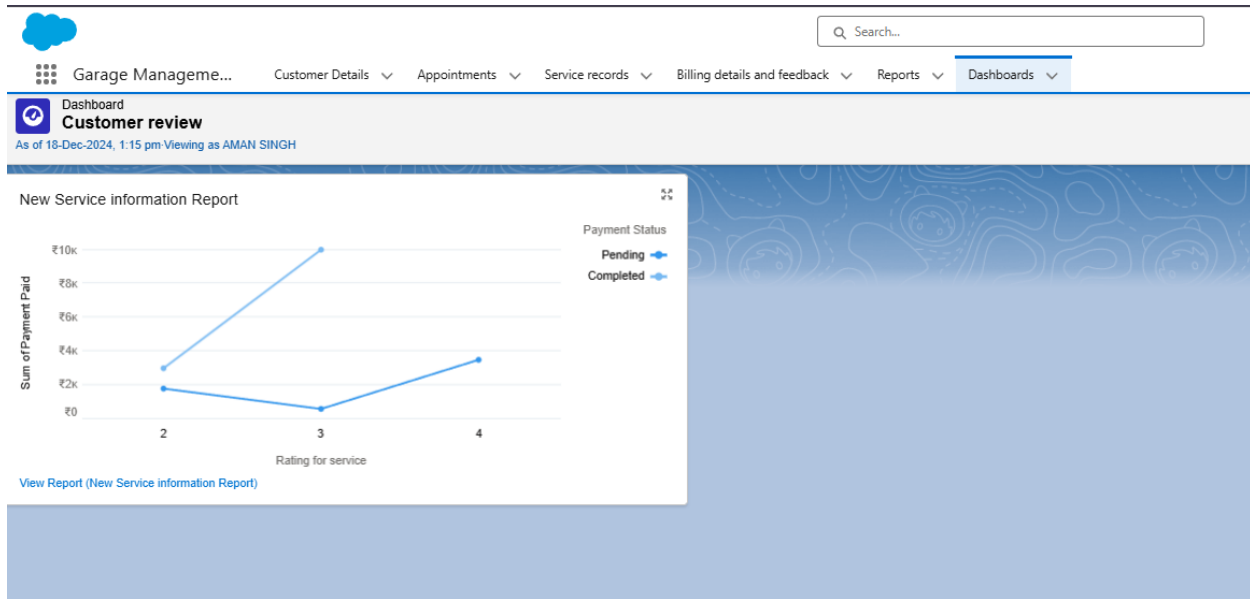 Search...
Garage Manageme... Customer Details Appointments Service records Billing details and feedback Reports Dashboards
Dashboard
Customer review
As of 18-Dec-2024, 1:15 pm·Viewing as AMAN SINGH
New Service information Report
Payment Status
Pending
Completed
Sum of Payment Paid
₹10K
₹8K
₹6K
₹4K
₹2K
₹0
2 3 4
Rating for service
View Report (New Service information Report)